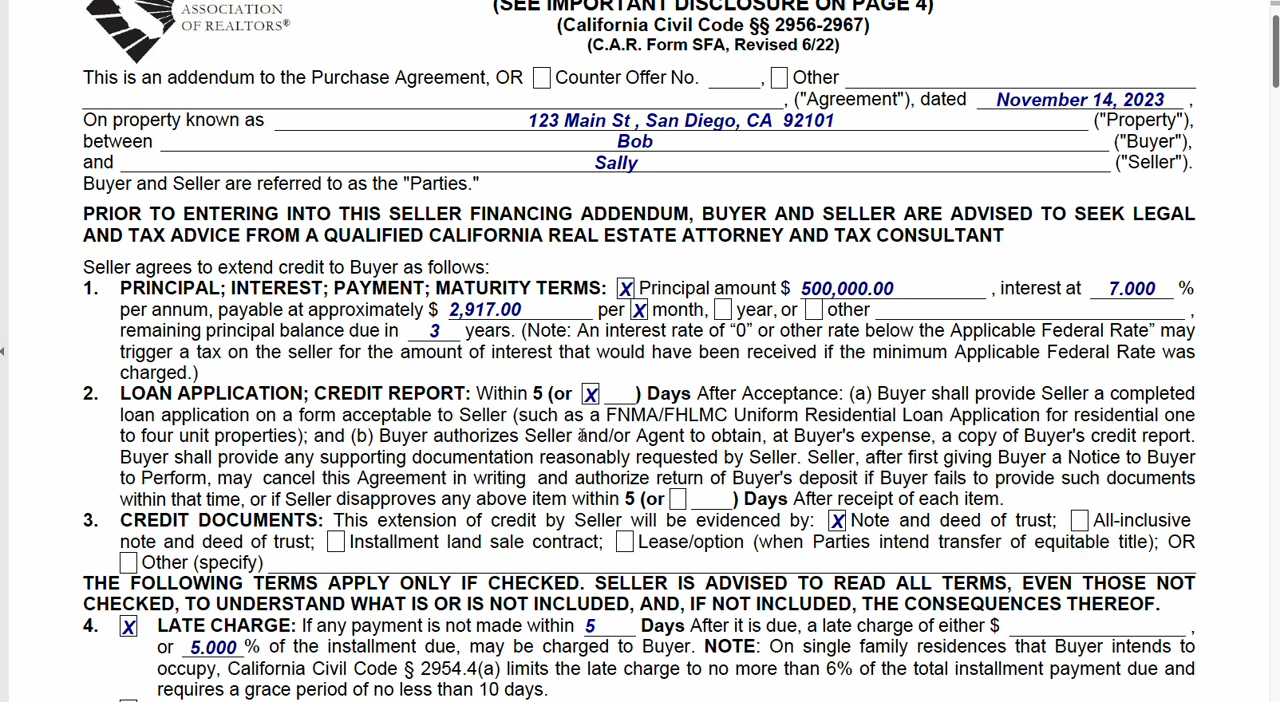 ASSOCIATION
OF REALTORS®
(SEE IMPORTANT DISCLOSURE ON PAGE 4)
(California Civil Code §§ 2956-2967)
(C.A.R. Form SFA, Revised 6/22)
This is an addendum to the Purchase Agreement, OR Counter Offer No. , Other
, ("Agreement"), dated November 14, 2023 ,
On property known as 123 Main St , San Diego, CA 92101 ("Property"),
between Bob ("Buyer"),
and Sally ("Seller").
Buyer and Seller are referred to as the "Parties."
PRIOR TO ENTERING INTO THIS SELLER FINANCING ADDENDUM, BUYER AND SELLER ARE ADVISED TO SEEK LEGAL
AND TAX ADVICE FROM A QUALIFIED CALIFORNIA REAL ESTATE ATTORNEY AND TAX CONSULTANT
Seller agrees to extend credit to Buyer as follows:
1. PRINCIPAL; INTEREST; PAYMENT; MATURITY TERMS: X Principal amount $ 500,000.00 , interest at 7.000 %
per annum, payable at approximately $ 2,917.00 per X month, year, or other ,
remaining principal balance due in 3 years. (Note: An interest rate of “0” or other rate below the Applicable Federal Rate” may
trigger a tax on the seller for the amount of interest that would have been received if the minimum Applicable Federal Rate was
charged.)
2. LOAN APPLICATION; CREDIT REPORT: Within 5 (or X ___ ) Days After Acceptance: (a) Buyer shall provide Seller a completed
loan application on a form acceptable to Seller (such as a FNMA/FHLMC Uniform Residential Loan Application for residential one
to four unit properties); and (b) Buyer authorizes Seller and/or Agent to obtain, at Buyer's expense, a copy of Buyer's credit report.
Buyer shall provide any supporting documentation reasonably requested by Seller. Seller, after first giving Buyer a Notice to Buyer
to Perform, may cancel this Agreement in writing and authorize return of Buyer's deposit if Buyer fails to provide such documents
within that time, or if Seller disapproves any above item within 5 (or ____ ) Days After receipt of each item.
3. CREDIT DOCUMENTS: This extension of credit by Seller will be evidenced by: X Note and deed of trust; All-inclusive
note and deed of trust; Installment land sale contract; Lease/option (when Parties intend transfer of equitable title); OR
Other (specify)
THE FOLLOWING TERMS APPLY ONLY IF CHECKED. SELLER IS ADVISED TO READ ALL TERMS, EVEN THOSE NOT
CHECKED, TO UNDERSTAND WHAT IS OR IS NOT INCLUDED, AND, IF NOT INCLUDED, THE CONSEQUENCES THEREOF.
4. X LATE CHARGE: If any payment is not made within 5 Days After it is due, a late charge of either $ ,
or 5.000 % of the installment due, may be charged to Buyer. NOTE: On single family residences that Buyer intends to
occupy, California Civil Code § 2954.4(a) limits the late charge to no more than 6% of the total installment payment due and
requires a grace period of no less than 10 days.